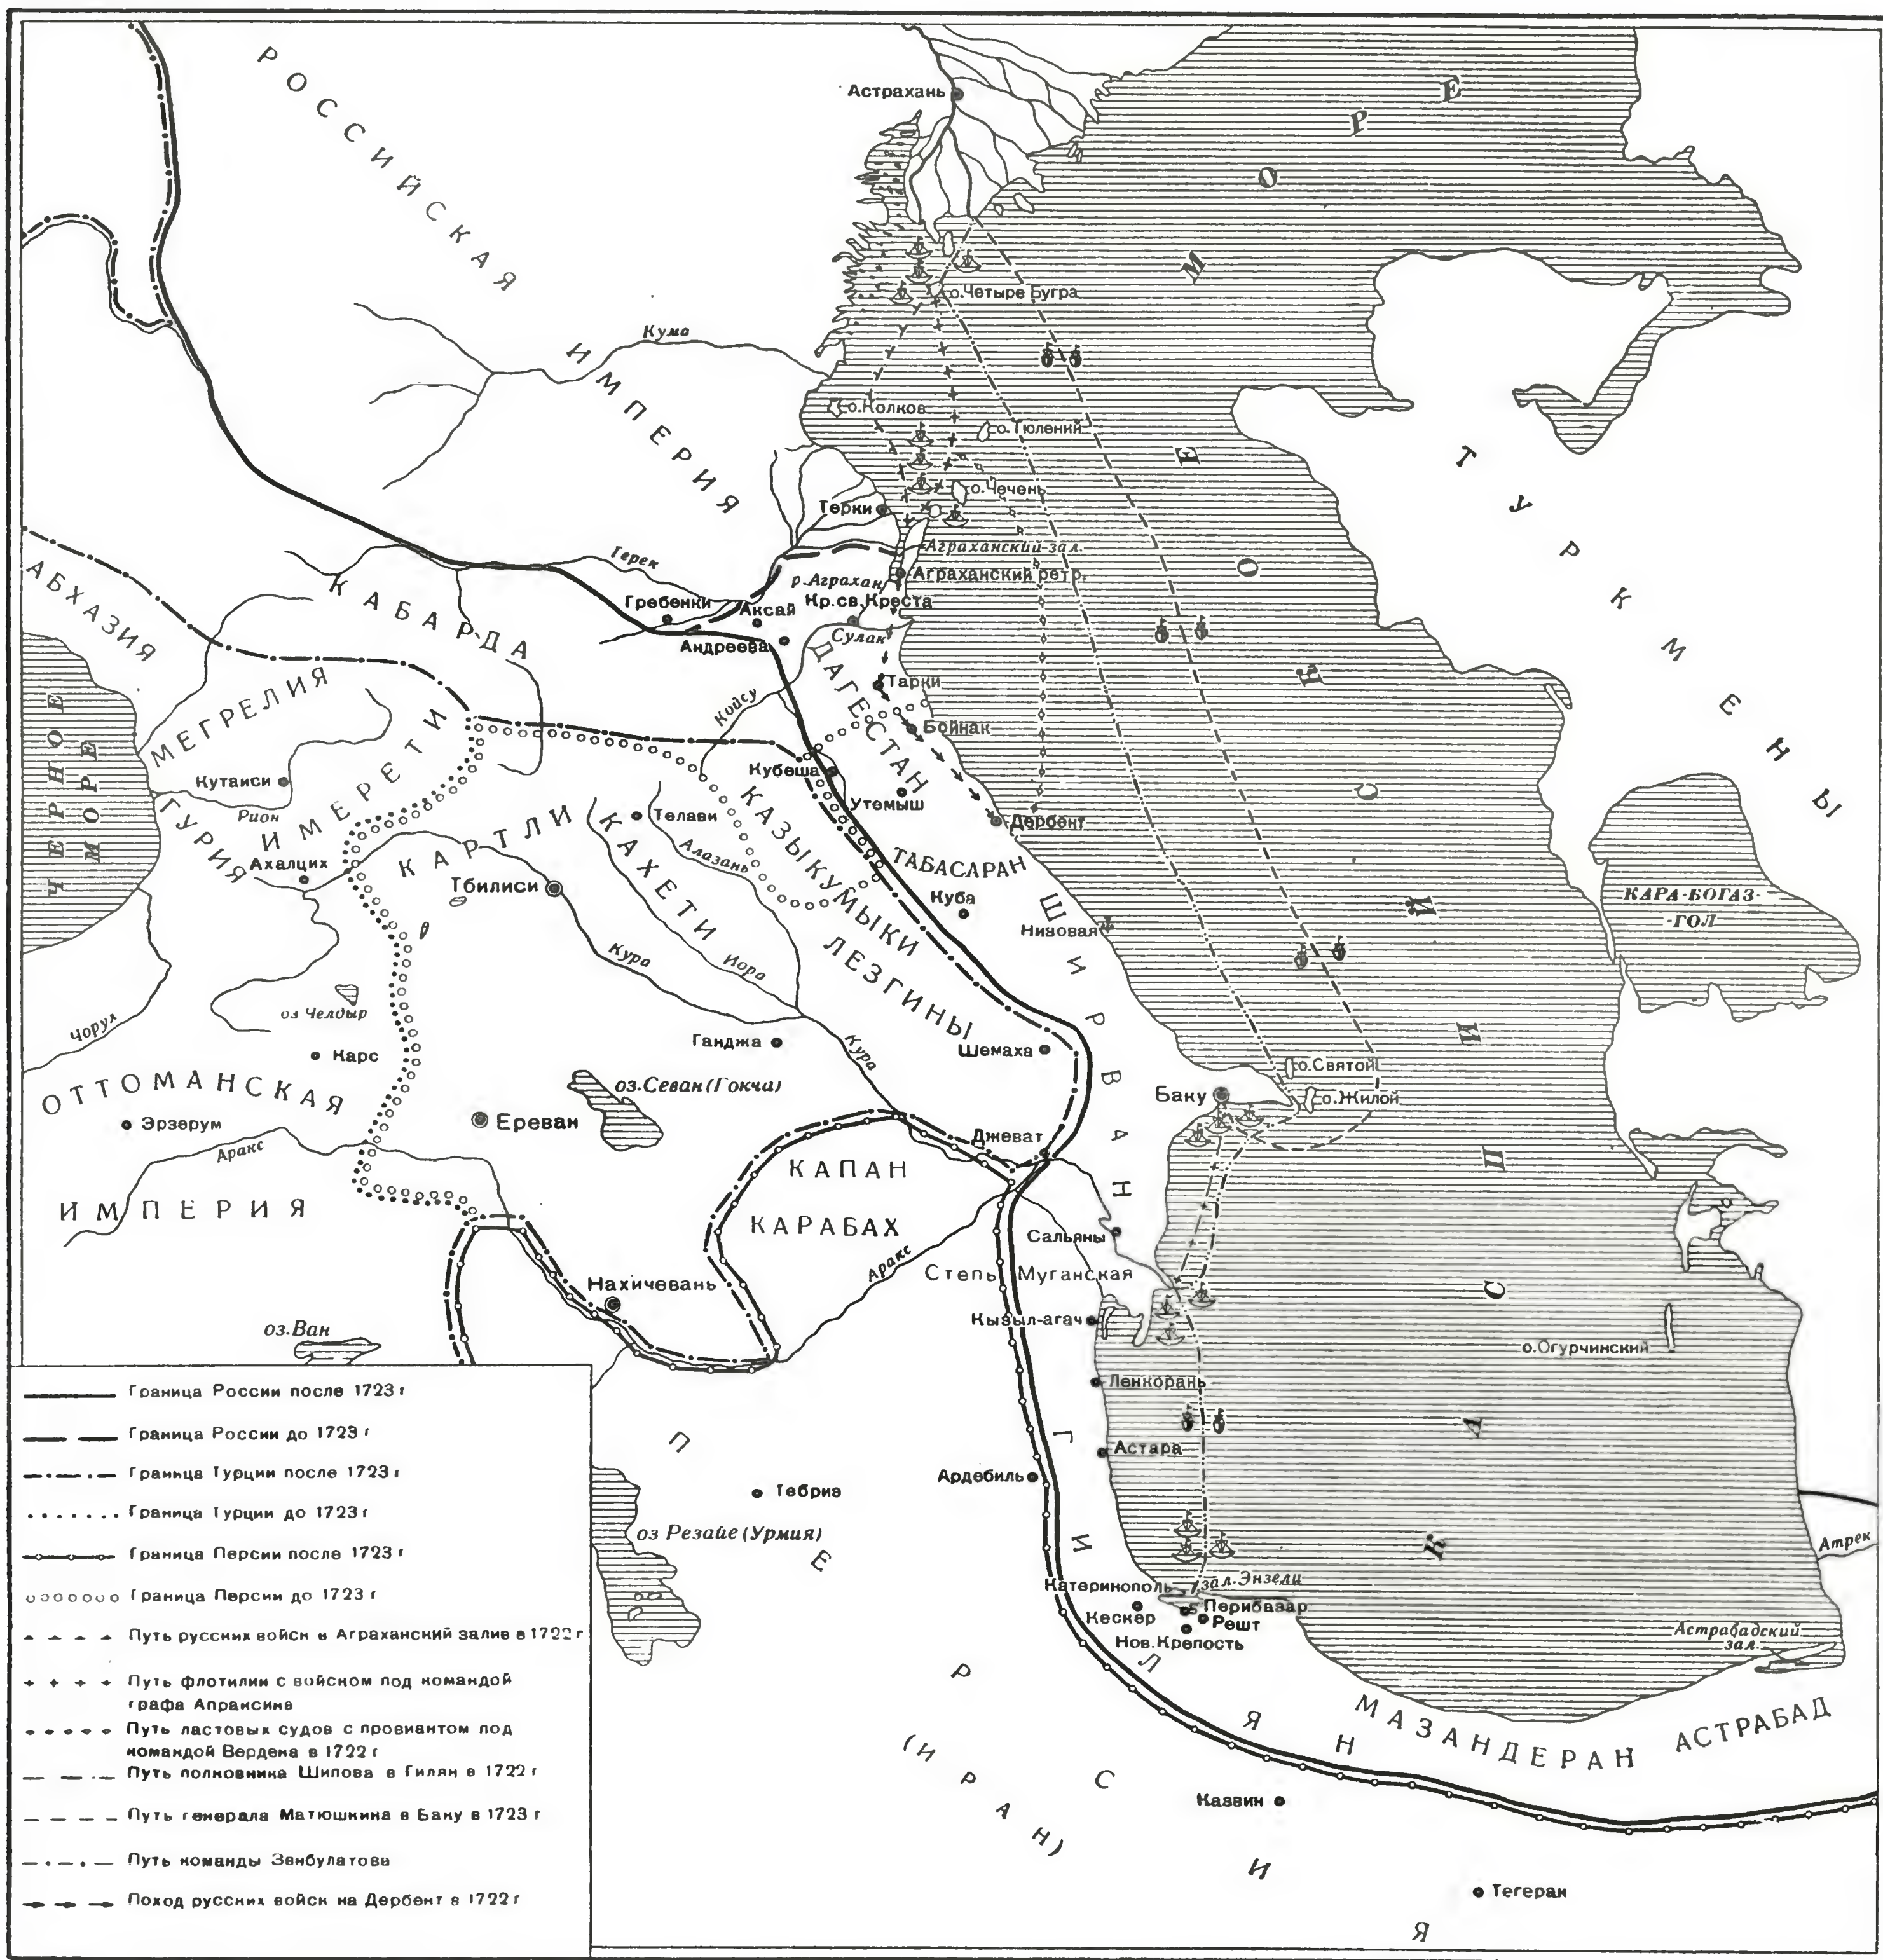 РОССИЙСКАЯ
ИМПЕРИЯ
Астрахань
МОРЕ
о.Четыре Бугра
Кума
о.Колков
о.Тюлений
о.Чечень
Терки
Аграханский зал.
Аграханский ретр.
р.Аграхан
Кр.св.Креста
Терек
Гребенки
Аксай
Андреева
Сулак
АБХАЗИЯ
КАБАРДА
ДАГЕСТАН
Тарки
Бойнак
Койсу
ТУРКМЕНЫ
ЧЕРНОЕ
МОРЕ
МЕГРЕЛИЯ
Кутаиси
Рион
ГУРИЯ
ИМЕРЕТИ
Кубеша
Утемыш
Дербент
Телави
Алазань
КАРТЛИ
КАХЕТИ
КАЗЫКУМЫКИ
ТАБАСАРАН
Ахалцих
Тбилиси
Куба
Низовая
КАРА-БОГАЗ-
-ГОЛ
ШИРВАН
ЛЕЗГИНЫ
Кура
Иора
оз Челдыр
Чорух
Карс
Ганджа
Кура
Шемаха
оз.Севан(Гокча)
ОТТОМАНСКАЯ
ИМПЕРИЯ
Эрзерум
Ереван
Аракс
Баку
о.Святой
о.Жилой
Джеват
КАПАН
КАРАБАХ
Аракс
Сальяны
Степь Муганская
Нахичевань
оз.Ван
Кызыл-агач
о.Огурчинский
Ленкорань
Астара
Ардебиль
Тебриз
оз Резайе(Урмия)
КАСПИЙСКОЕ
ГИЛЯН
Атрек
Катеринополь
зал.Энзели
Перибазар
Кескер
Решт
Нов.Крепость
Астрабадский
зал.
МАЗАНДЕРАН
АСТРАБАД
ПЕРСИЯ
(ИРАН)
Казвин
Тегеран
Граница России после 1723 г
Граница России до 1723 г
Граница Турции после 1723 г
Граница Турции до 1723 г
Граница Персии после 1723 г
Граница Персии до 1723 г
Путь русских войск в Аграханский залив в 1722 г
Путь флотилии с войском под командой
графа Апраксина
Путь ластовых судов с провиантом под
командой Вердена в 1722 г
Путь полковника Шипова в Гилян в 1722 г
Путь генерала Матюшкина в Баку в 1723 г
Путь команды Зенбулатова
Поход русских войск на Дербент в 1722 г